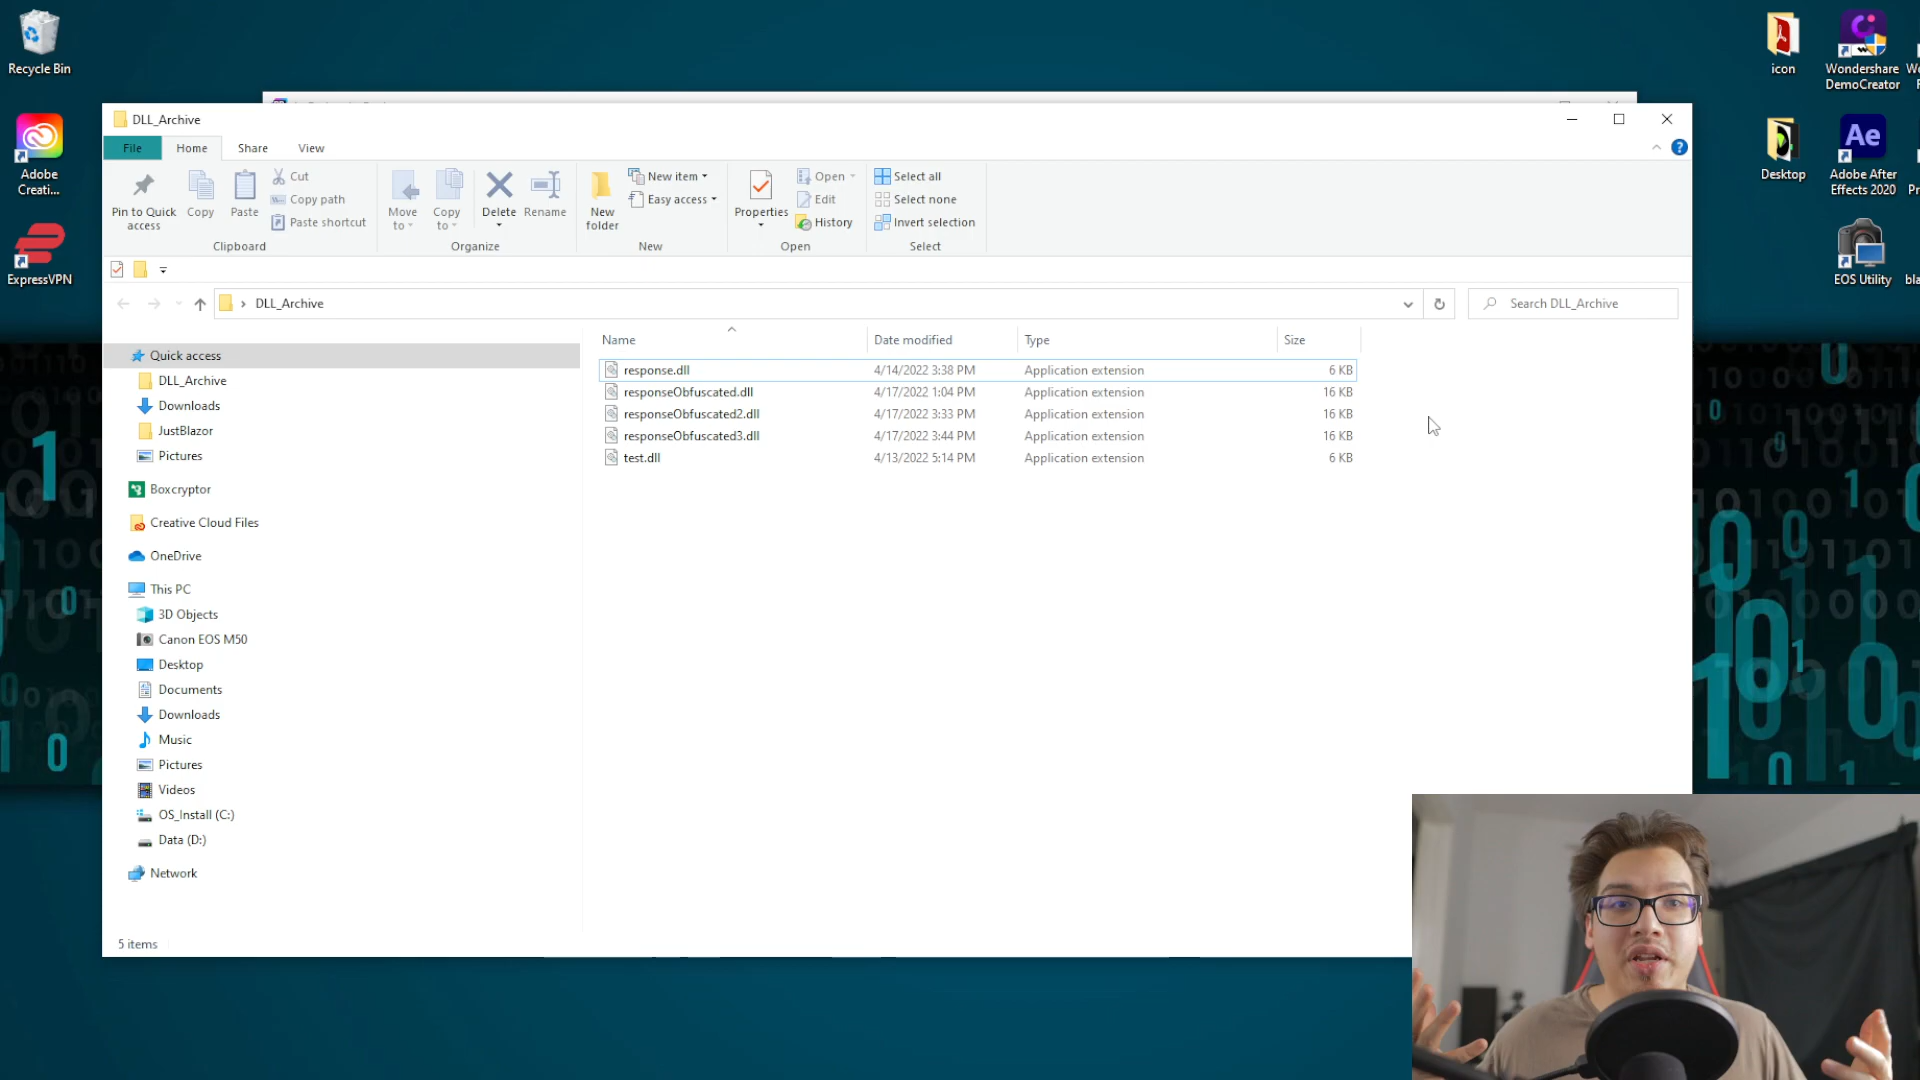 Recycle Bin
Adobe
Creati...
ExpressVPN
icon
Wondershare
DemoCreator
Desktop
Adobe After
Effects 2020
EOS Utility
DLL_Archive
File
Home
Share
View
Pin to Quick
access
Copy
Paste
Cut
Copy path
Paste shortcut
Clipboard
Move
to
Copy
to
Delete
Rename
Organize
New
folder
New item
Easy access
New
Properties
Open
Edit
History
Open
Select all
Select none
Invert selection
Select
DLL_Archive
Search DLL_Archive
Quick access
DLL_Archive
Downloads
JustBlazor
Pictures
Boxcryptor
Creative Cloud Files
OneDrive
This PC
3D Objects
Canon EOS M50
Desktop
Documents
Downloads
Music
Pictures
Videos
OS_Install (C:)
Data (D:)
Network
Name Date modified Type Size
response.dll 4/14/2022 3:38 PM Application extension 6 KB
responseObfuscated.dll 4/17/2022 1:04 PM Application extension 16 KB
responseObfuscated2.dll 4/17/2022 3:33 PM Application extension 16 KB
responseObfuscated3.dll 4/17/2022 3:44 PM Application extension 16 KB
test.dll 4/13/2022 5:14 PM Application extension 6 KB
5 items